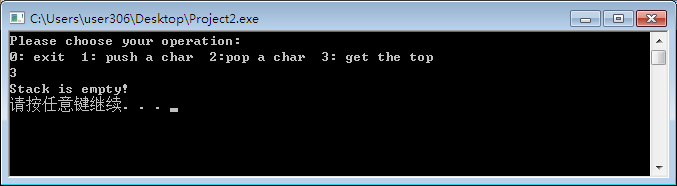 C:\Users\user306\Desktop\Project2.exe
Please choose your operation:
0: exit  1: push a char  2:pop a char  3: get the top
3
Stack is empty!
请按任意键继续. . .